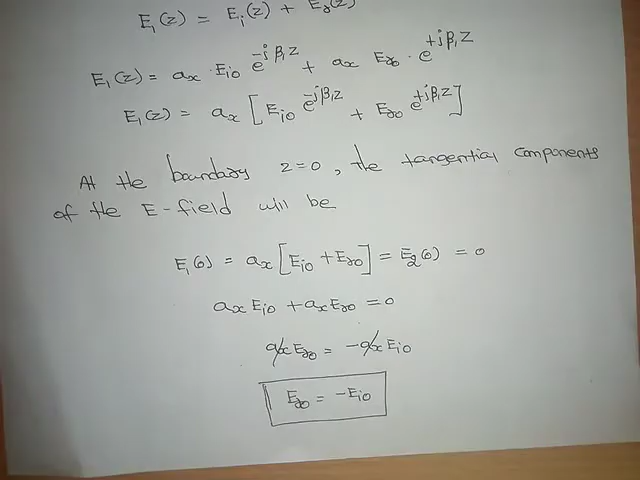 E₁(z) = Eᵢ(z) + Eᵣ(z)
E₁(z) = aₓ · Eᵢ₀ e^(-jβ₁z) + aₓ Eᵣ₀ · e^(+jβ₁z)
E₁(z) = aₓ [Eᵢ₀ e^(-jβ₁z) + Eᵣ₀ e^(+jβ₁z)]
At the boundary z=0, the tangential components
of the E-field will be
E₁(0) = aₓ[Eᵢ₀ + Eᵣ₀] = E₂(0) = 0
aₓ Eᵢ₀ + aₓ Eᵣ₀ = 0
aₓ Eᵣ₀ = -aₓ Eᵢ₀
Eᵣ₀ = -Eᵢ₀